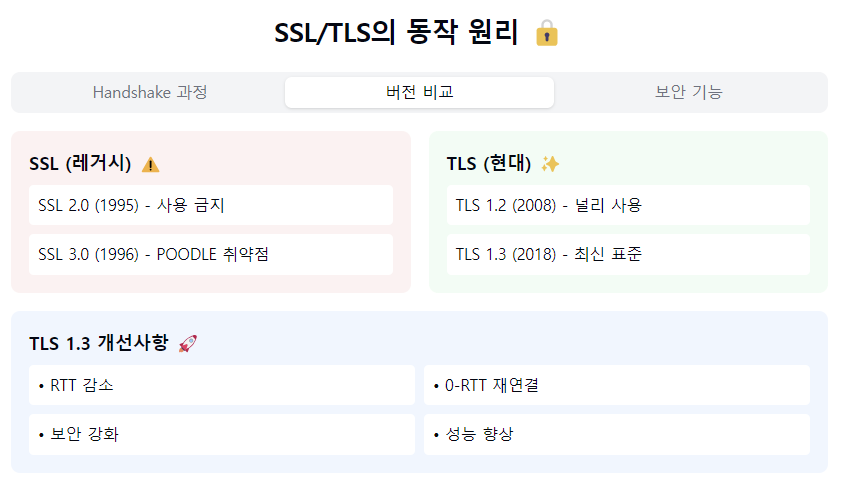 SSL/TLS의 동작 원리 🔒
Handshake 과정
버전 비교
보안 기능
SSL (레거시) ⚠️
SSL 2.0 (1995) - 사용 금지
SSL 3.0 (1996) - POODLE 취약점
TLS (현대) ✨
TLS 1.2 (2008) - 널리 사용
TLS 1.3 (2018) - 최신 표준
TLS 1.3 개선사항 🚀
• RTT 감소
• 0-RTT 재연결
• 보안 강화
• 성능 향상